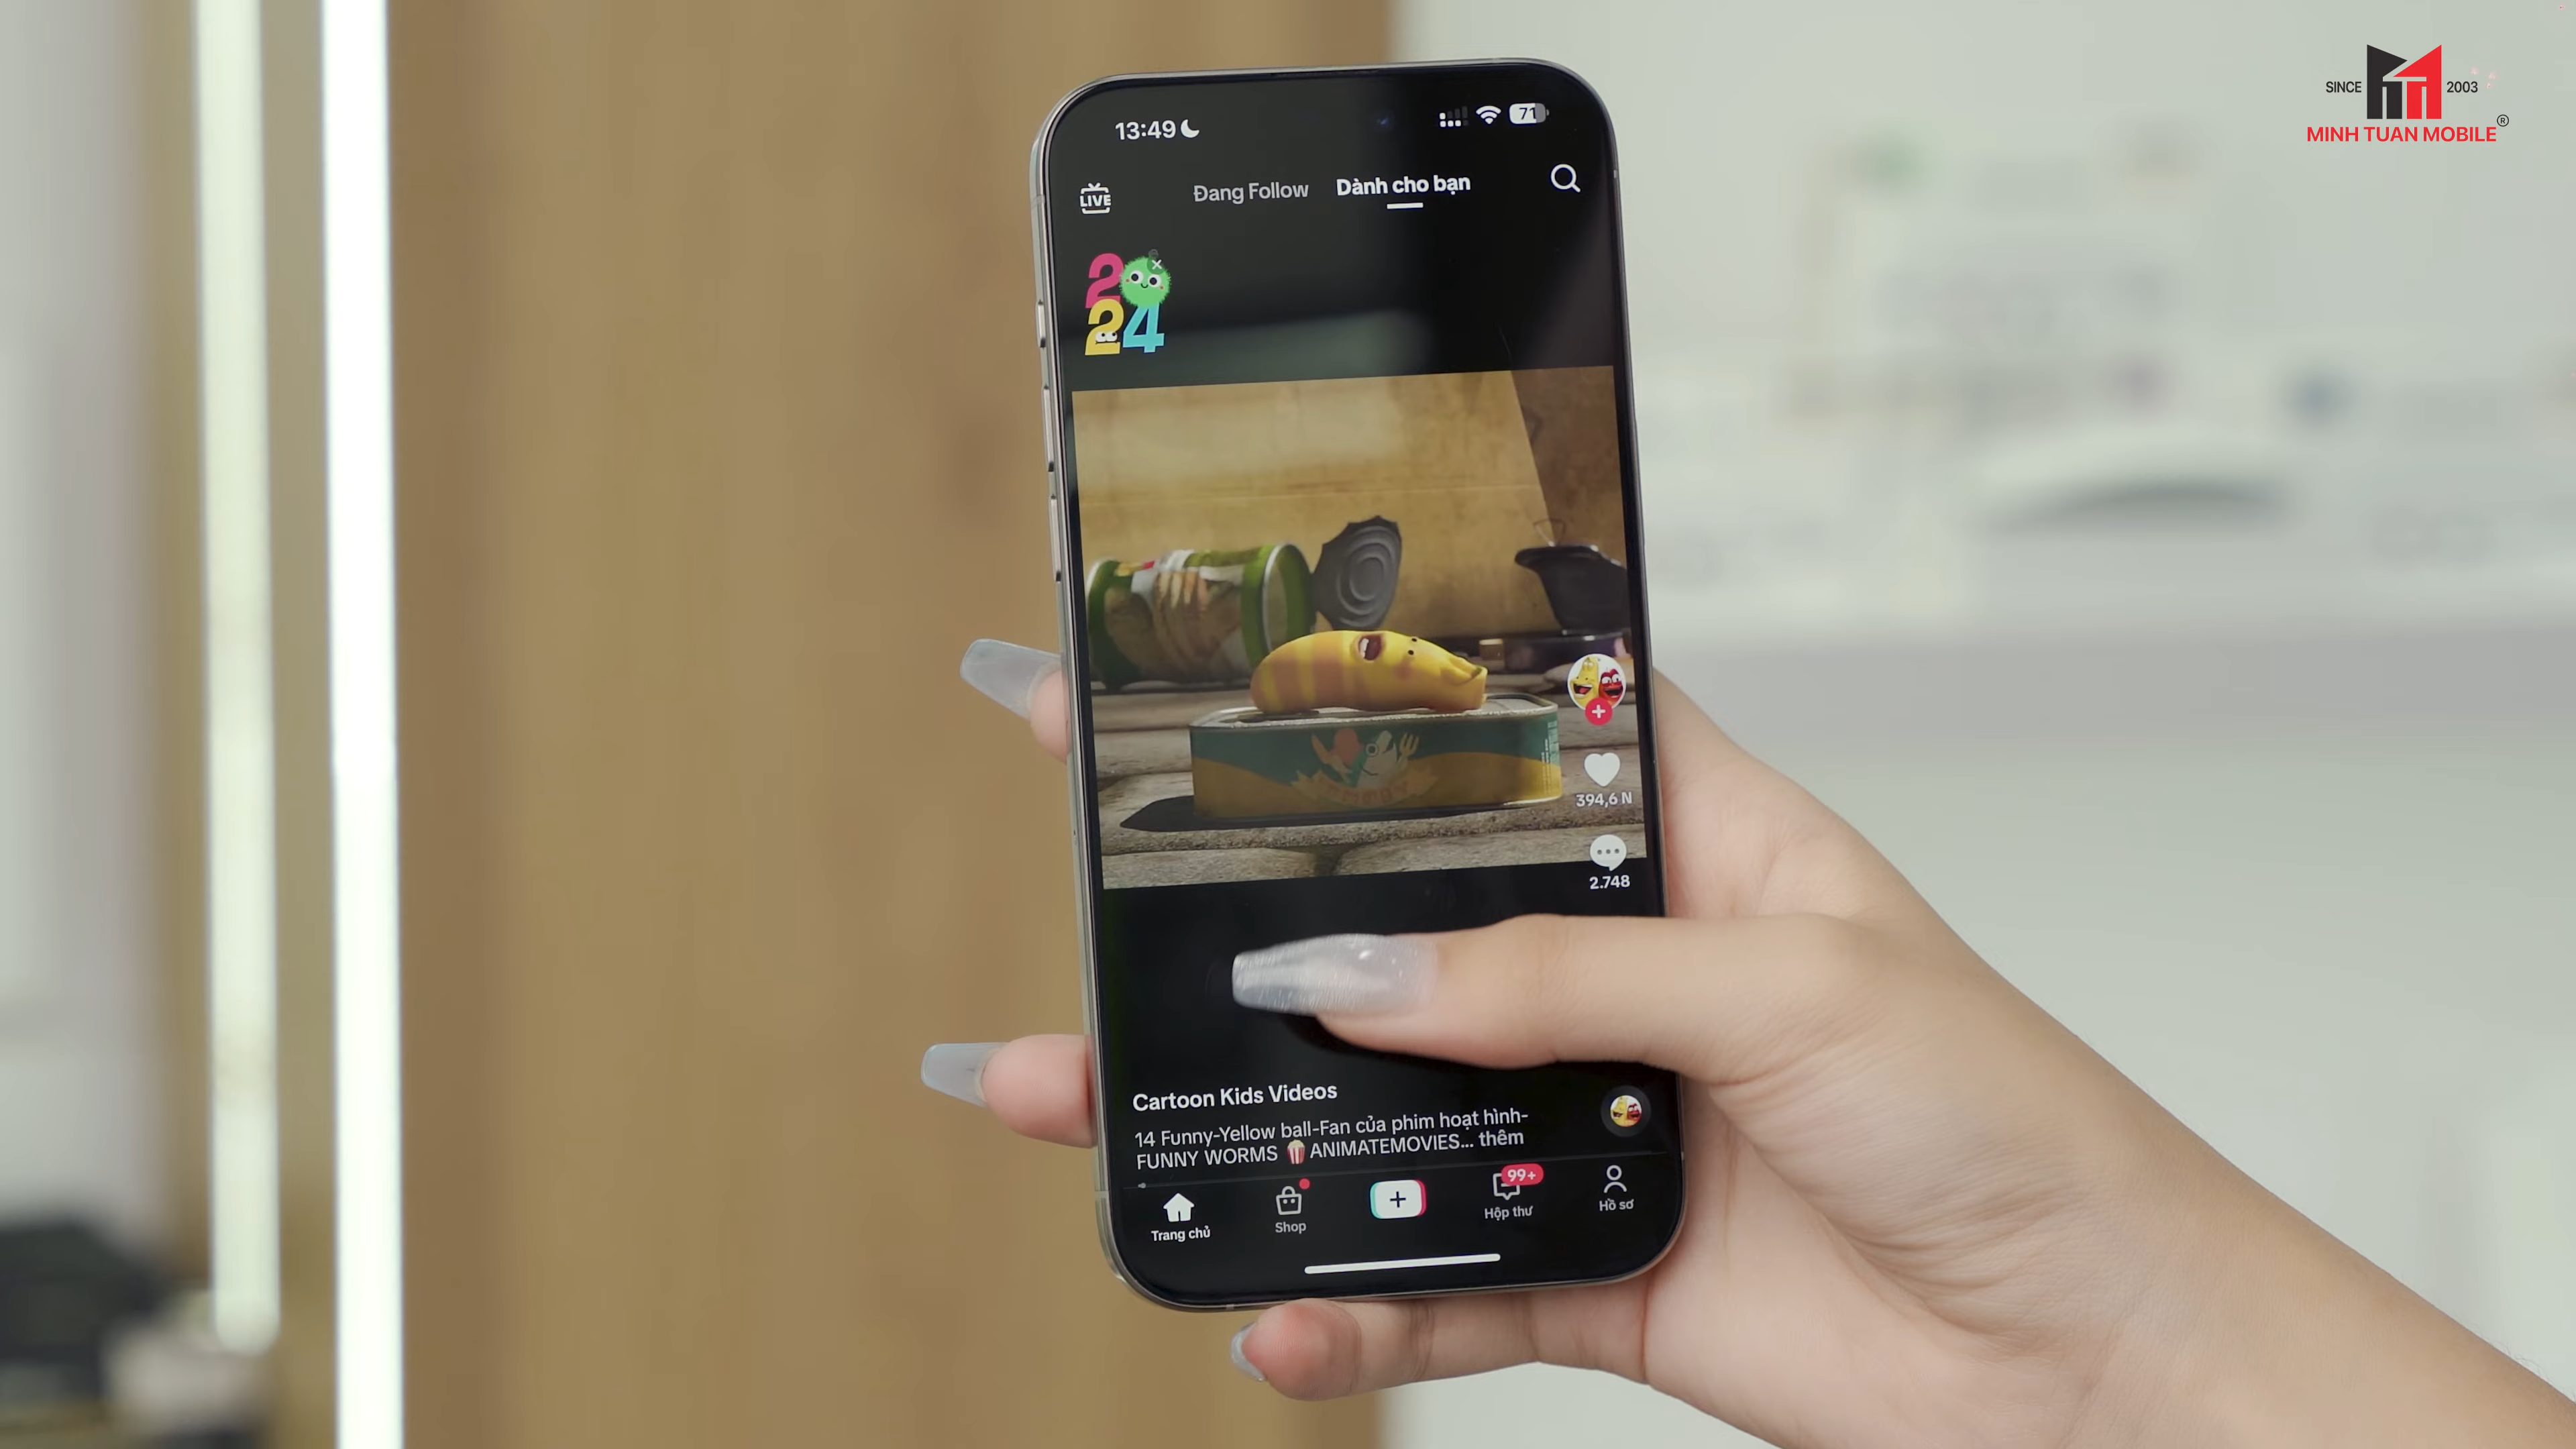 SINCE 2003
MINH TUAN MOBILE®
13:49
71
LIVE
Đang Follow
Dành cho bạn
2
24
394,6 N
2.748
Cartoon Kids Videos
14 Funny-Yellow ball-Fan của phim hoạt hình-
FUNNY WORMS 🍿ANIMATEMOVIES... thêm
99+
Trang chủ
Shop
Hộp thư
Hồ sơ